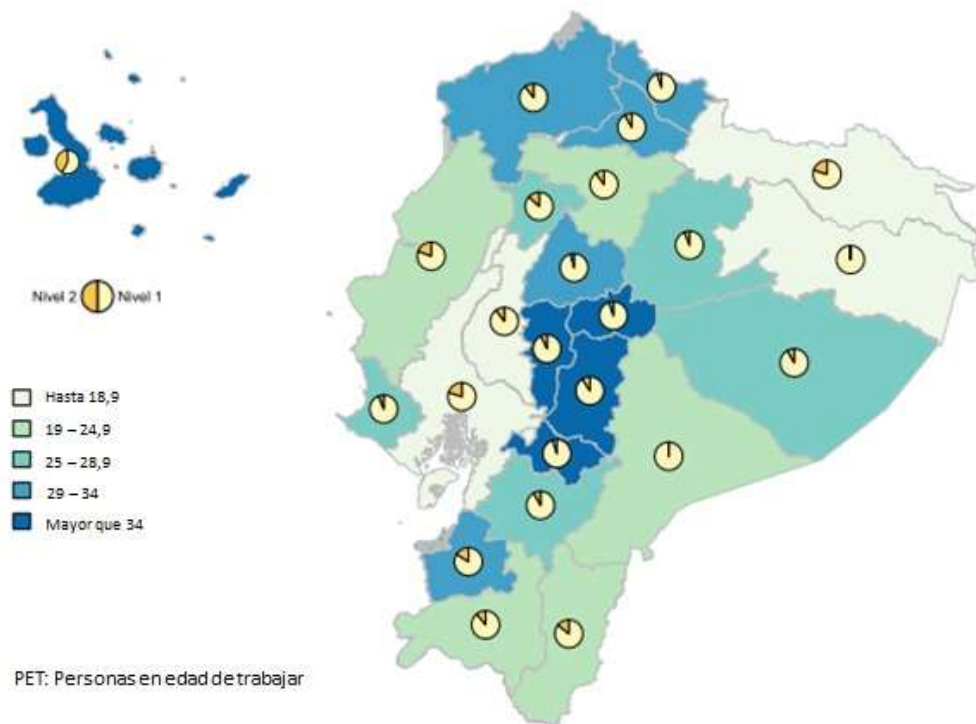 Nivel 2 Nivel 1
Hasta 18,9
19 – 24,9
25 – 28,9
29 – 34
Mayor que 34
PET: Personas en edad de trabajar